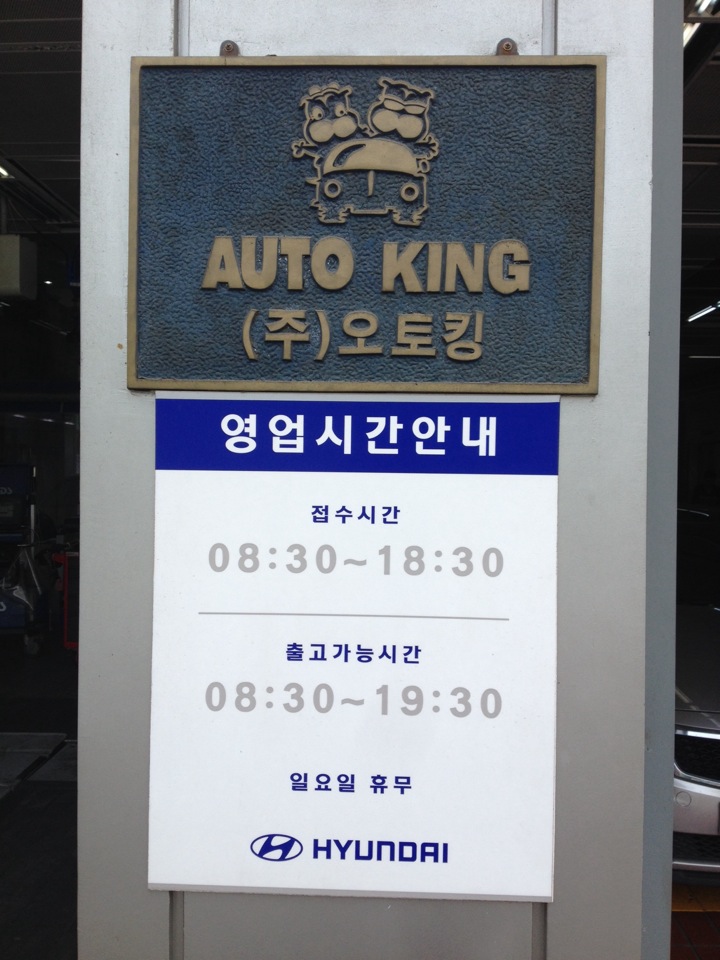 AUTO KING
(주)오토킹
영업시간안내
접수시간
08:30~18:30
출고가능시간
08:30~19:30
일요일 휴무
HYUNDAI